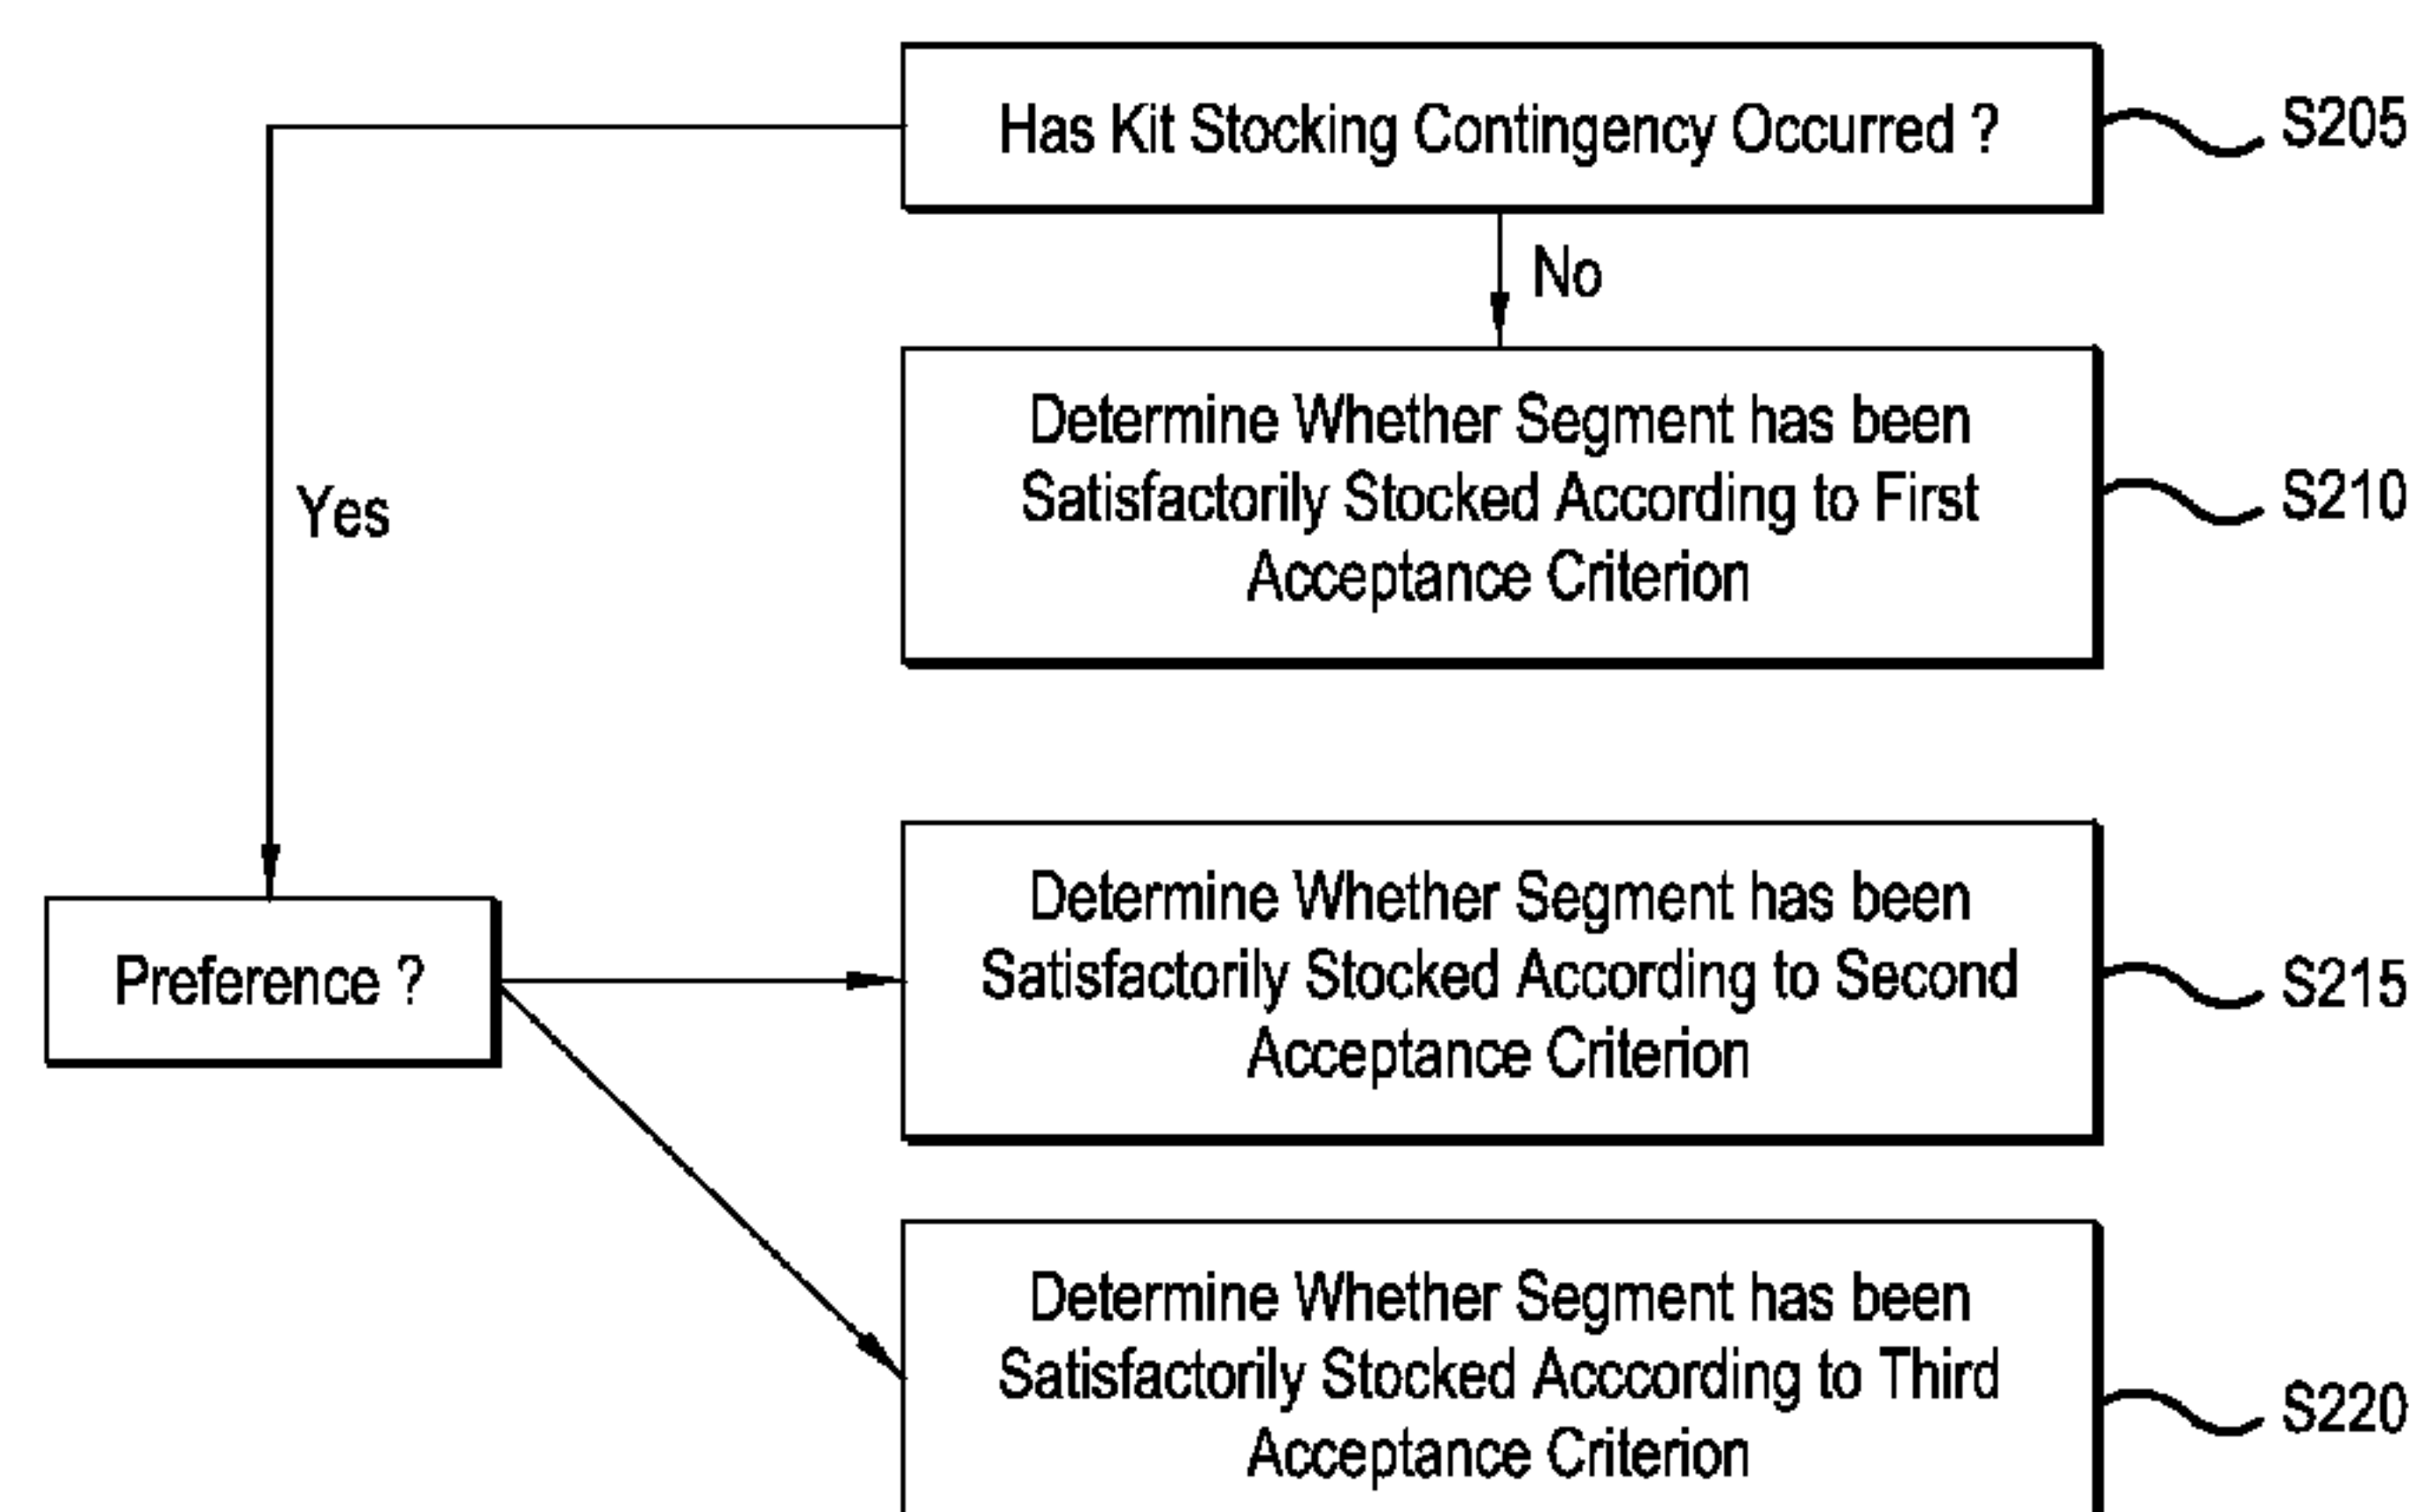 Has Kit Stocking Contingency Occurred ?
S205
No
Determine Whether Segment has been
Satisfactorily Stocked According to First
Acceptance Criterion
S210
Yes
Preference ?
Determine Whether Segment has been
Satisfactorily Stocked According to Second
Acceptance Criterion
S215
Determine Whether Segment has been
Satisfactorily Stocked Acccording to Third
Acceptance Criterion
S220